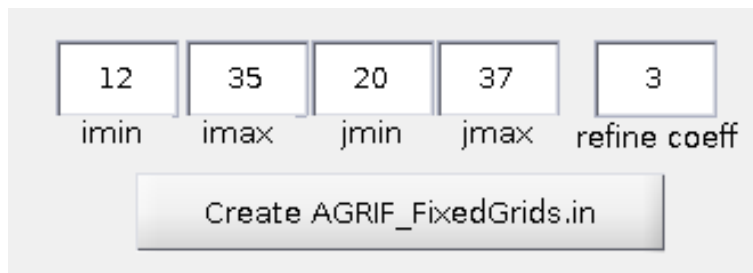 12 35 20 37 3
imin imax jmin jmax refine coeff
Create AGRIF_FixedGrids.in